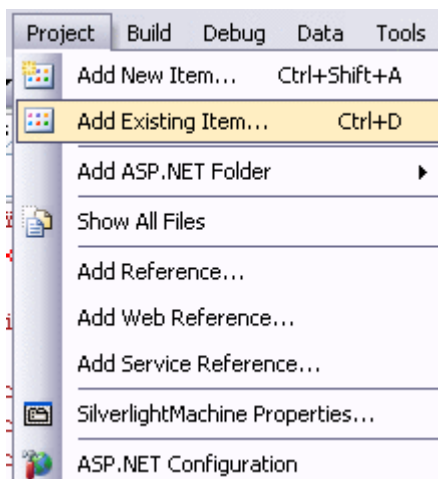 Project Build Debug Data Tools
Add New Item... Ctrl+Shift+A
Add Existing Item... Ctrl+D
Add ASP.NET Folder
Show All Files
Add Reference...
Add Web Reference...
Add Service Reference...
SilverlightMachine Properties...
ASP.NET Configuration